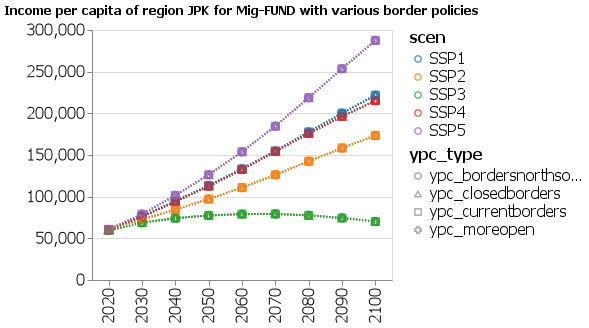 Income per capita of region JPK for Mig-FUND with various border policies
300,000
250,000
200,000
150,000
100,000
50,000
0
2020
2030
2040
2050
2060
2070
2080
2090
2100
scen
SSP1
SSP2
SSP3
SSP4
SSP5
ypc_type
ypc_bordersnorthso...
ypc_closedborders
ypc_currentborders
ypc_moreopen